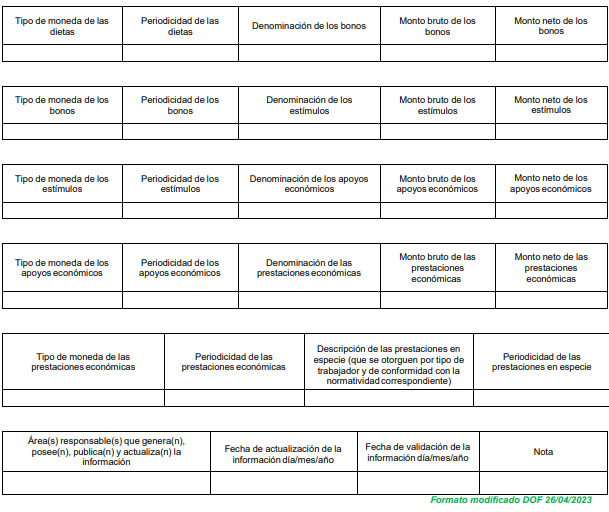 Tipo de moneda de las
dietas
Periodicidad de las
dietas
Denominación de los bonos
Monto bruto de los
bonos
Monto neto de los
bonos
Tipo de moneda de los
bonos
Periodicidad de los
bonos
Denominación de los
estímulos
Monto bruto de los
estímulos
Monto neto de los
estímulos
Tipo de moneda de los
estímulos
Periodicidad de los
estímulos
Denominación de los apoyos
económicos
Monto bruto de los
apoyos económicos
Monto neto de los
apoyos económicos
Tipo de moneda de los
apoyos económicos
Periodicidad de los
apoyos económicos
Denominación de las
prestaciones económicas
Monto bruto de las
prestaciones
económicas
Monto neto de las
prestaciones
económicas
Tipo de moneda de las
prestaciones económicas
Periodicidad de las
prestaciones económicas
Descripción de las prestaciones en
especie (que se otorguen por tipo de
trabajador y de conformidad con la
normatividad correspondiente)
Periodicidad de las
prestaciones en especie
Área(s) responsable(s) que genera(n),
posee(n), publica(n) y actualiza(n) la
información
Fecha de actualización de la
información día/mes/año
Fecha de validación de la
información día/mes/año
Nota
Formato modificado DOF 26/04/2023